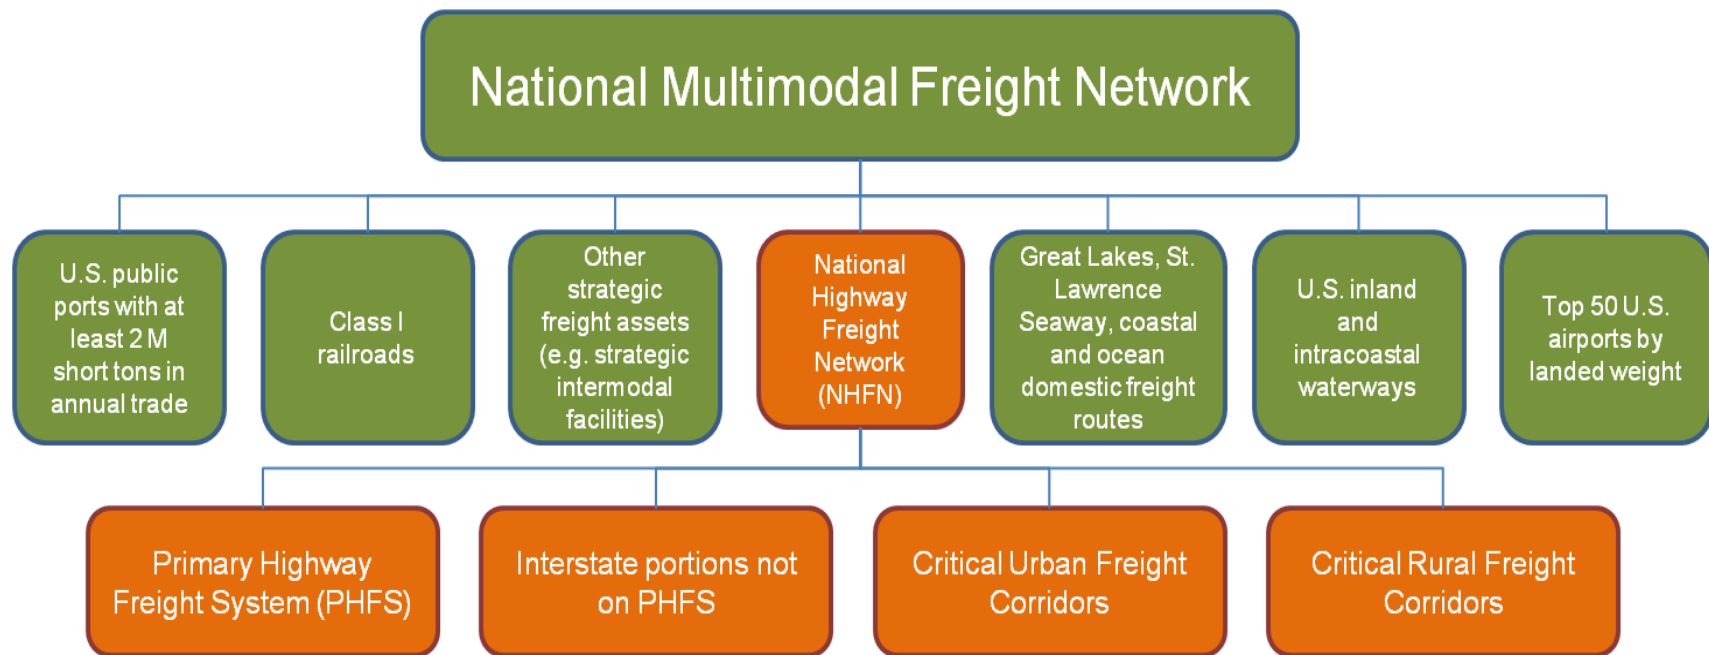 National Multimodal Freight Network
U.S. public
ports with at
least 2 M
short tons in
annual trade
Class I
railroads
Other
strategic
freight assets
(e.g. strategic
intermodal
facilities)
National
Highway
Freight
Network
(NHFN)
Great Lakes, St.
Lawrence
Seaway, coastal
and ocean
domestic freight
routes
U.S. inland
and
intracoastal
waterways
Top 50 U.S.
airports by
landed weight
Primary Highway
Freight System (PHFS)
Interstate portions not
on PHFS
Critical Urban Freight
Corridors
Critical Rural Freight
Corridors